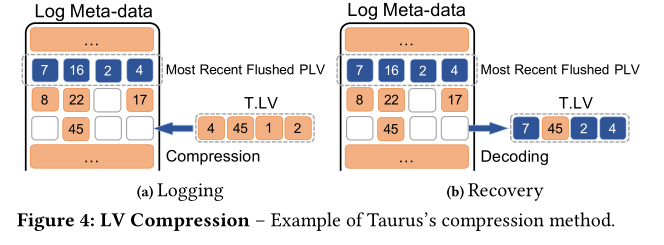 Log Meta-data
...
7 16 2 4
Most Recent Flushed PLV
8 22 17
T.LV
45
4 45 1 2
...
Compression
(a) Logging
Log Meta-data
...
7 16 2 4
Most Recent Flushed PLV
8 22 17
T.LV
45
7 45 2 4
...
Decoding
(b) Recovery
Figure 4: LV Compression – Example of Taurus's compression method.